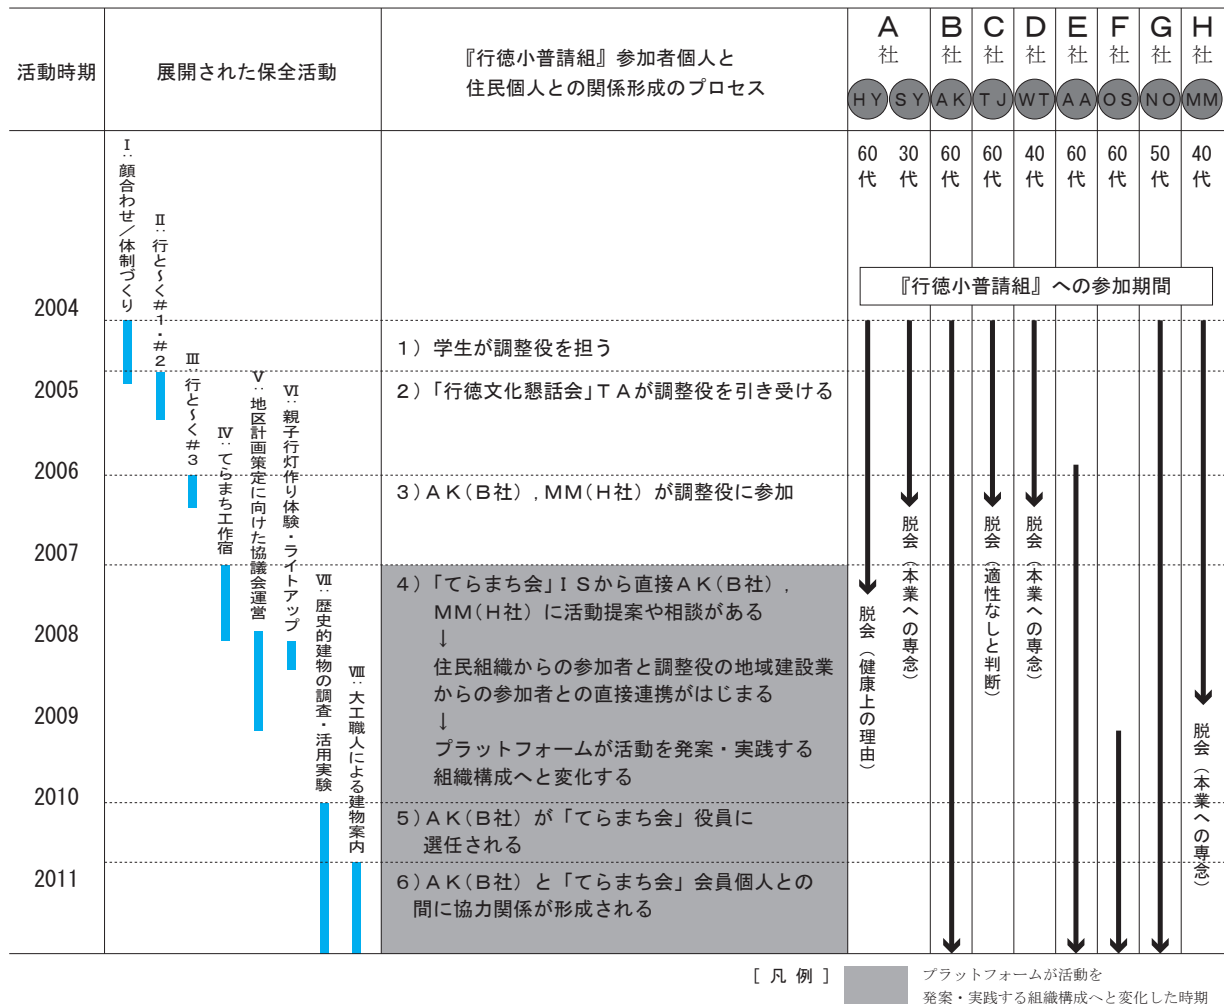 活動時期
展開された保全活動
『行徳小普請組』参加者個人と
住民個人との関係形成のプロセス
A
社
B
社
C
社
D
社
E
社
F
社
G
社
H
社
HY
SY
AK
TJ
WT
AA
OS
NO
MM
60
代
30
代
60
代
60
代
40
代
60
代
60
代
50
代
40
代
『行徳小普請組』への参加期間
2004
2005
2006
2007
2008
2009
2010
2011
Ⅰ：顔合わせ／体制づくり
Ⅱ：行と～く＃1・＃2
Ⅲ：行と～く＃3
Ⅳ：てらまち工作宿
Ⅴ：地区計画策定に向けた協議会運営
Ⅵ：親子行灯作り体験・ライトアップ
Ⅶ：歴史的建物の調査・活用実験
Ⅷ：大工職人による建物案内
1）学生が調整役を担う
2）「行徳文化懇話会」ＴＡが調整役を引き受ける
3）ＡＫ（Ｂ社），ＭＭ（Ｈ社）が調整役に参加
4）「てらまち会」ＩＳから直接ＡＫ（Ｂ社），
ＭＭ（Ｈ社）に活動提案や相談がある
↓
住民組織からの参加者と調整役の地域建設業
からの参加者との直接連携がはじまる
↓
プラットフォームが活動を発案・実践する
組織構成へと変化する
5）ＡＫ（Ｂ社）が「てらまち会」役員に
選任される
6）ＡＫ（Ｂ社）と「てらまち会」会員個人との
間に協力関係が形成される
脱会（健康上の理由）
脱会（本業への専念）
脱会（適性なしと判断）
脱会（本業への専念）
脱会（本業への専念）
［凡例］
プラットフォームが活動を
発案・実践する組織構成へと変化した時期